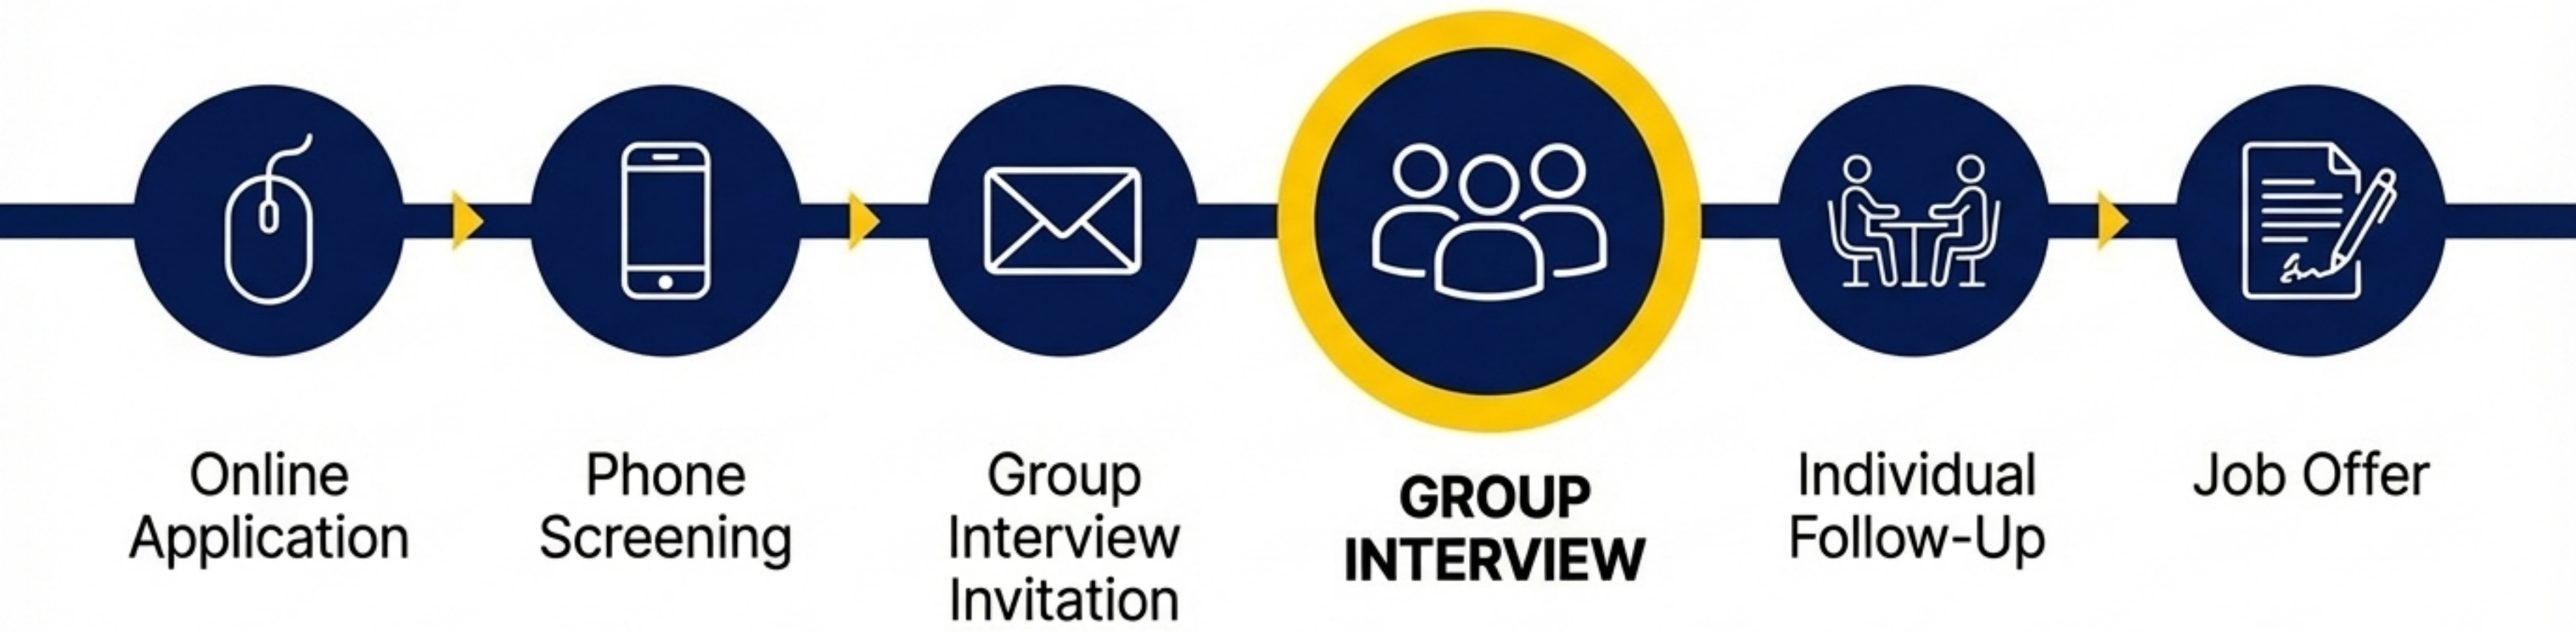 Online
Application
Phone
Screening
Group
Interview
Invitation
GROUP
INTERVIEW
Individual
Follow-Up
Job Offer